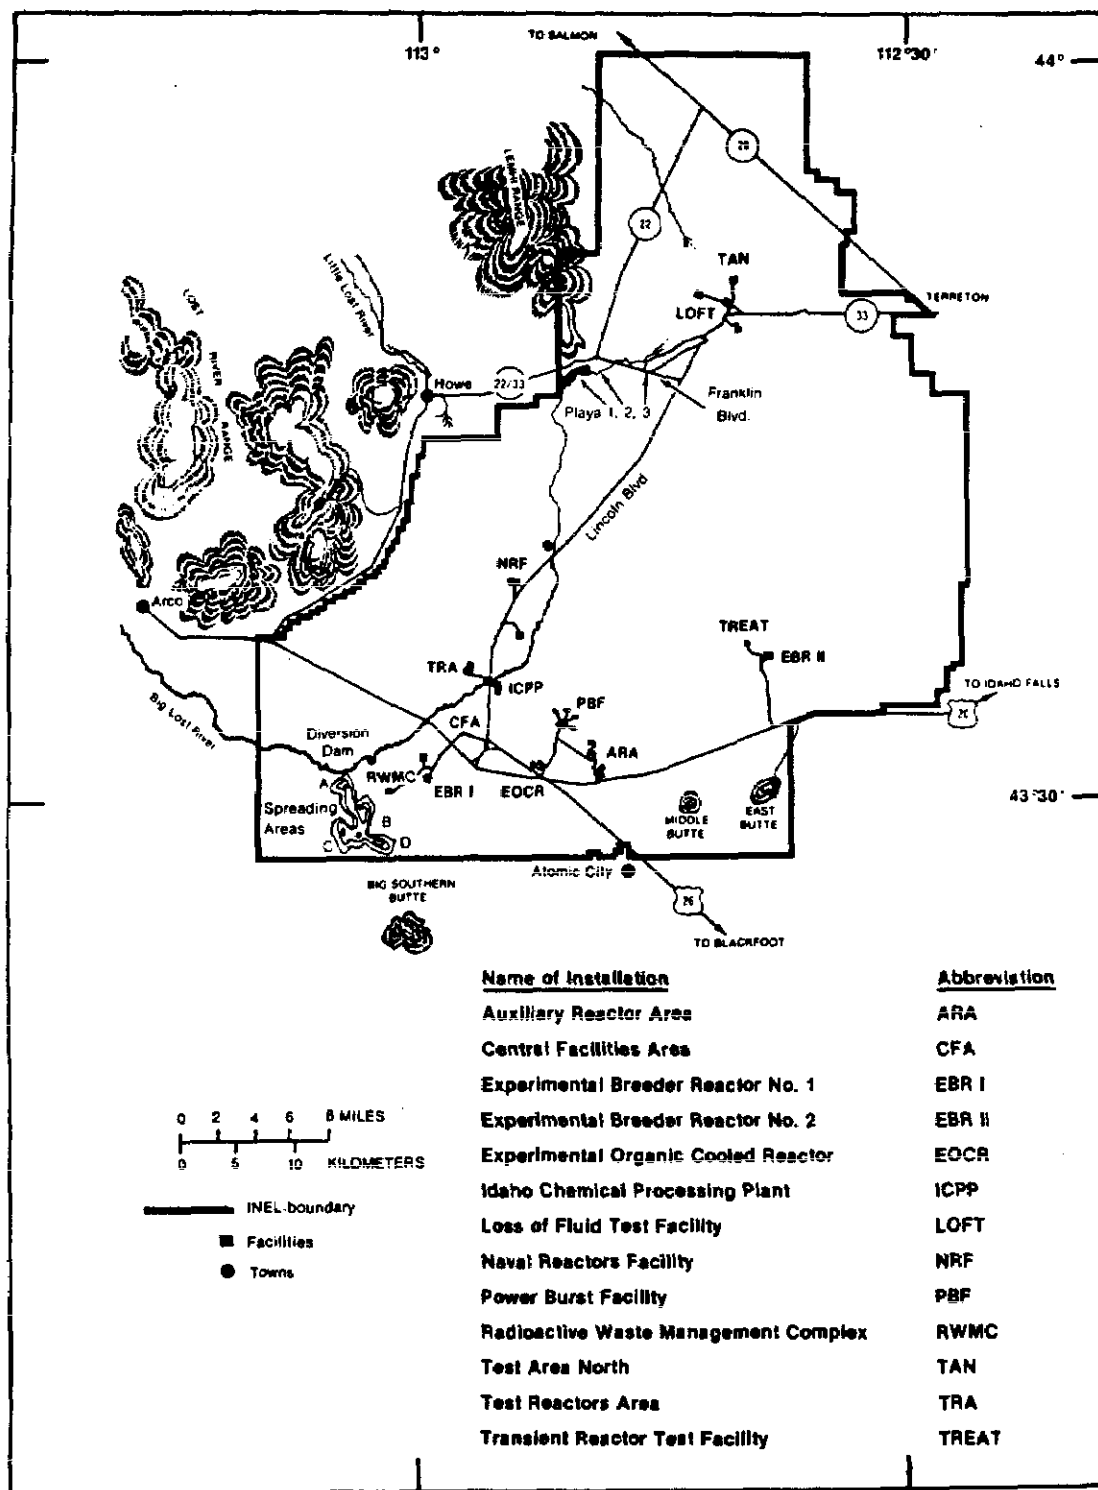 113°
112°30'
44°
TO SALMON
28
LEMHI RANGE
22
TAN
LOFT
TERRETON
33
Little Lost River
LOST
RIVER
RANGE
Howe
22/33
Playa 1, 2, 3
Franklin
Blvd.
Lincoln Blvd
NRF
Arco
TREAT
EBR II
TRA
ICPP
TO IDAHO FALLS
20
PBF
Big Lost River
CFA
Diversion
Dam
ARA
RWMC
EBR I
EOCR
43°30'
A
Spreading
Areas
B
C
D
MIDDLE
BUTTE
EAST
BUTTE
Atomic City
BIG SOUTHERN
BUTTE
26
TO BLACKFOOT
Name of Installation Abbreviation
Auxiliary Reactor Area ARA
Central Facilities Area CFA
Experimental Breeder Reactor No. 1 EBR I
Experimental Breeder Reactor No. 2 EBR II
Experimental Organic Cooled Reactor EOCR
Idaho Chemical Processing Plant ICPP
Loss of Fluid Test Facility LOFT
Naval Reactors Facility NRF
Power Burst Facility PBF
Radioactive Waste Management Complex RWMC
Test Area North TAN
Test Reactors Area TRA
Transient Reactor Test Facility TREAT
0 2 4 6 8 MILES
0 5 10 KILOMETERS
INEL boundary
Facilities
Towns